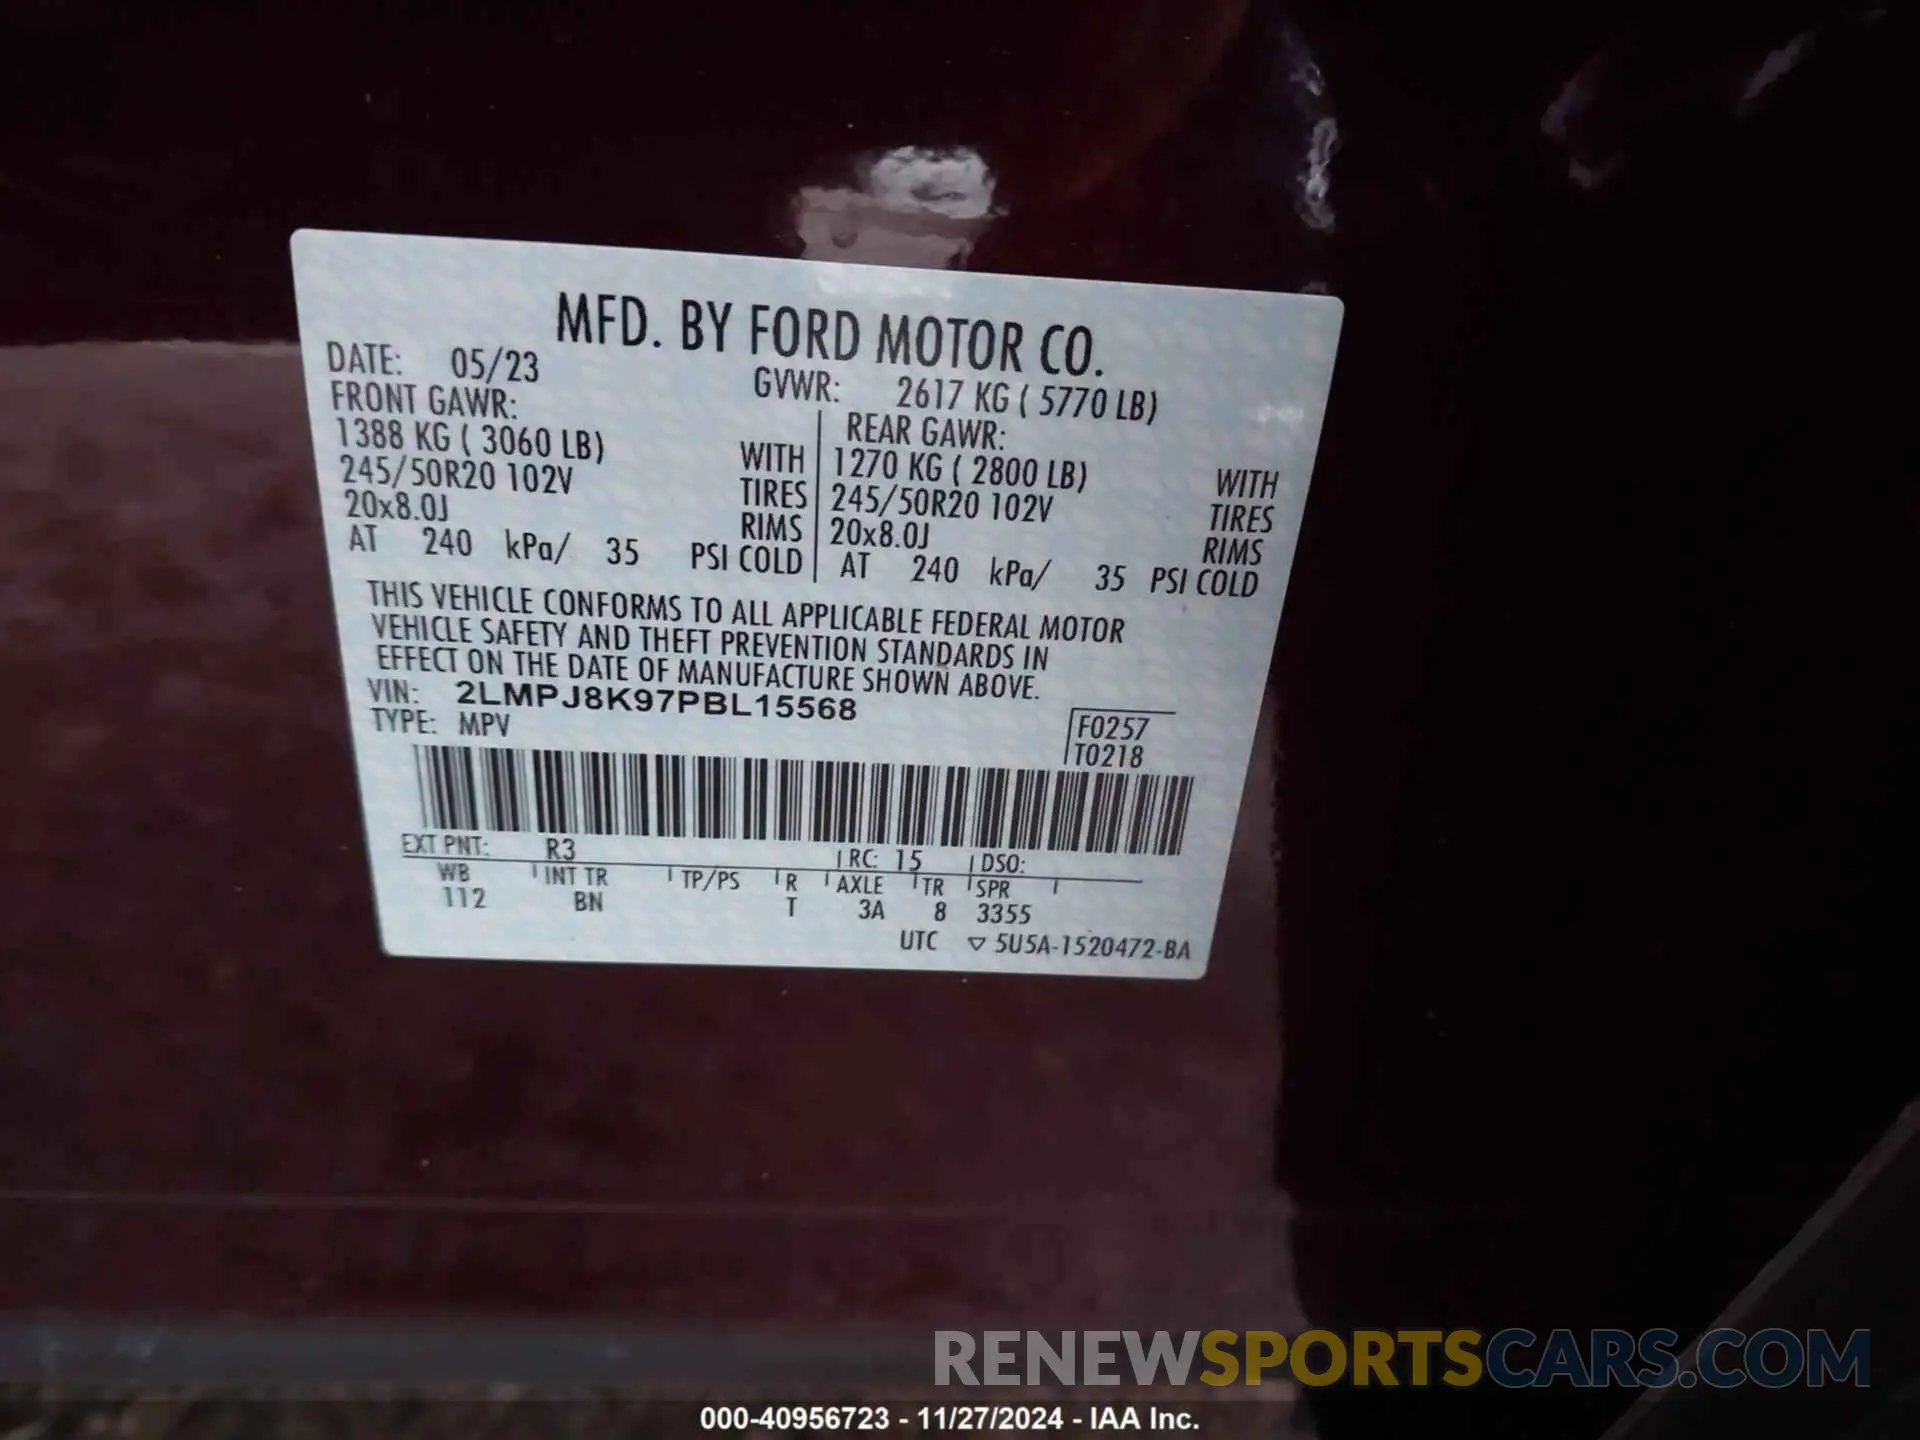 MFD. BY FORD MOTOR CO.
DATE: 05/23
GVWR: 2617 KG ( 5770 LB)
FRONT GAWR:
REAR GAWR:
1388 KG ( 3060 LB) WITH
1270 KG ( 2800 LB) WITH
245/50R20 102V TIRES
245/50R20 102V TIRES
20x8.0J RIMS
20x8.0J RIMS
AT 240 kPa/ 35 PSI COLD
AT 240 kPa/ 35 PSI COLD
THIS VEHICLE CONFORMS TO ALL APPLICABLE FEDERAL MOTOR
VEHICLE SAFETY AND THEFT PREVENTION STANDARDS IN
EFFECT ON THE DATE OF MANUFACTURE SHOWN ABOVE.
VIN: 2LMPJ8K97PBL15568
TYPE: MPV
F0257
T0218
EXT PNT: R3 RC: 15 DSO:
WB INT TR TP/PS R AXLE TR SPR
112 BN T 3A 8 3355
UTC ▽ 5U5A-1520472-BA
RENEWSPORTSCARS.COM
000-40956723 - 11/27/2024 - IAA Inc.